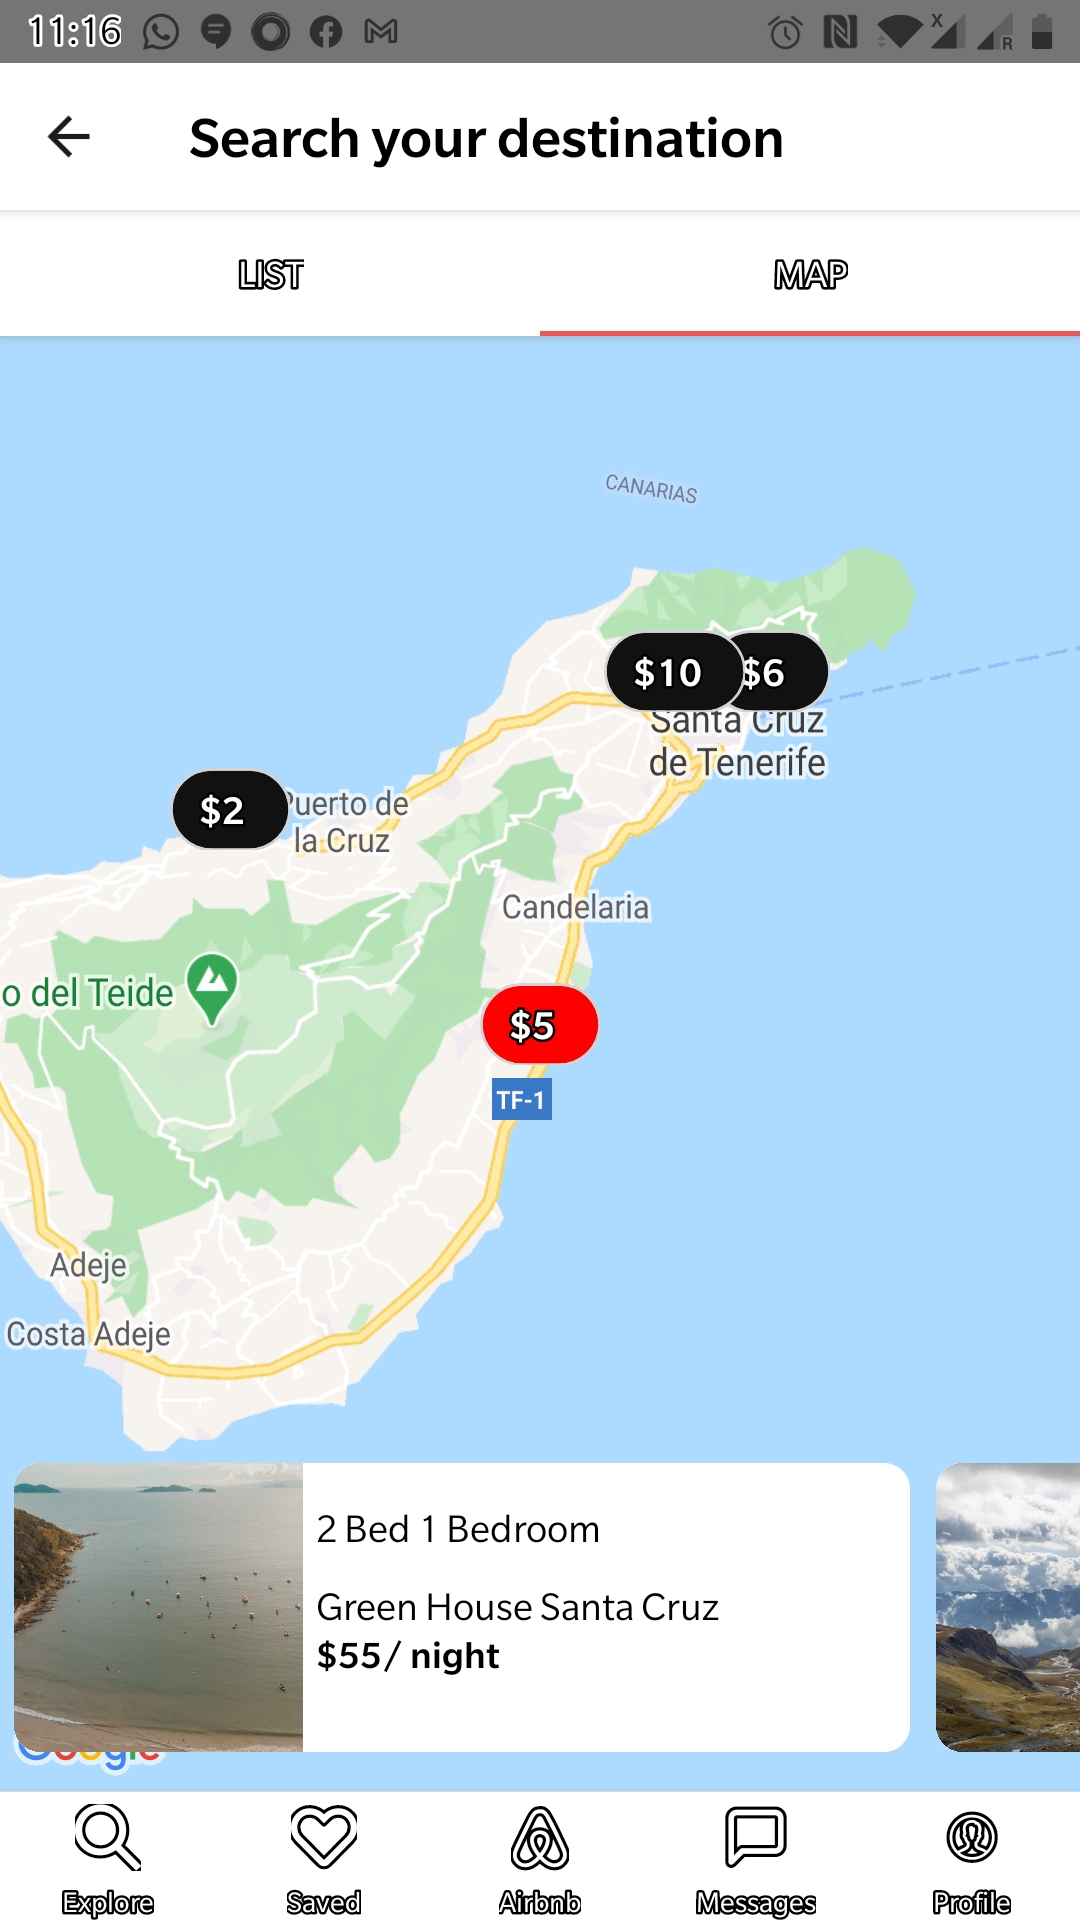 11:16
X
R
Search your destination
LIST
MAP
CANARIAS
$10
$6
Santa Cruz
de Tenerife
$2
Puerto de
la Cruz
Candelaria
o del Teide
$5
TF-1
Adeje
Costa Adeje
2 Bed 1 Bedroom
Green House Santa Cruz
$55/ night
Google
Explore
Saved
Airbnb
Messages
Profile